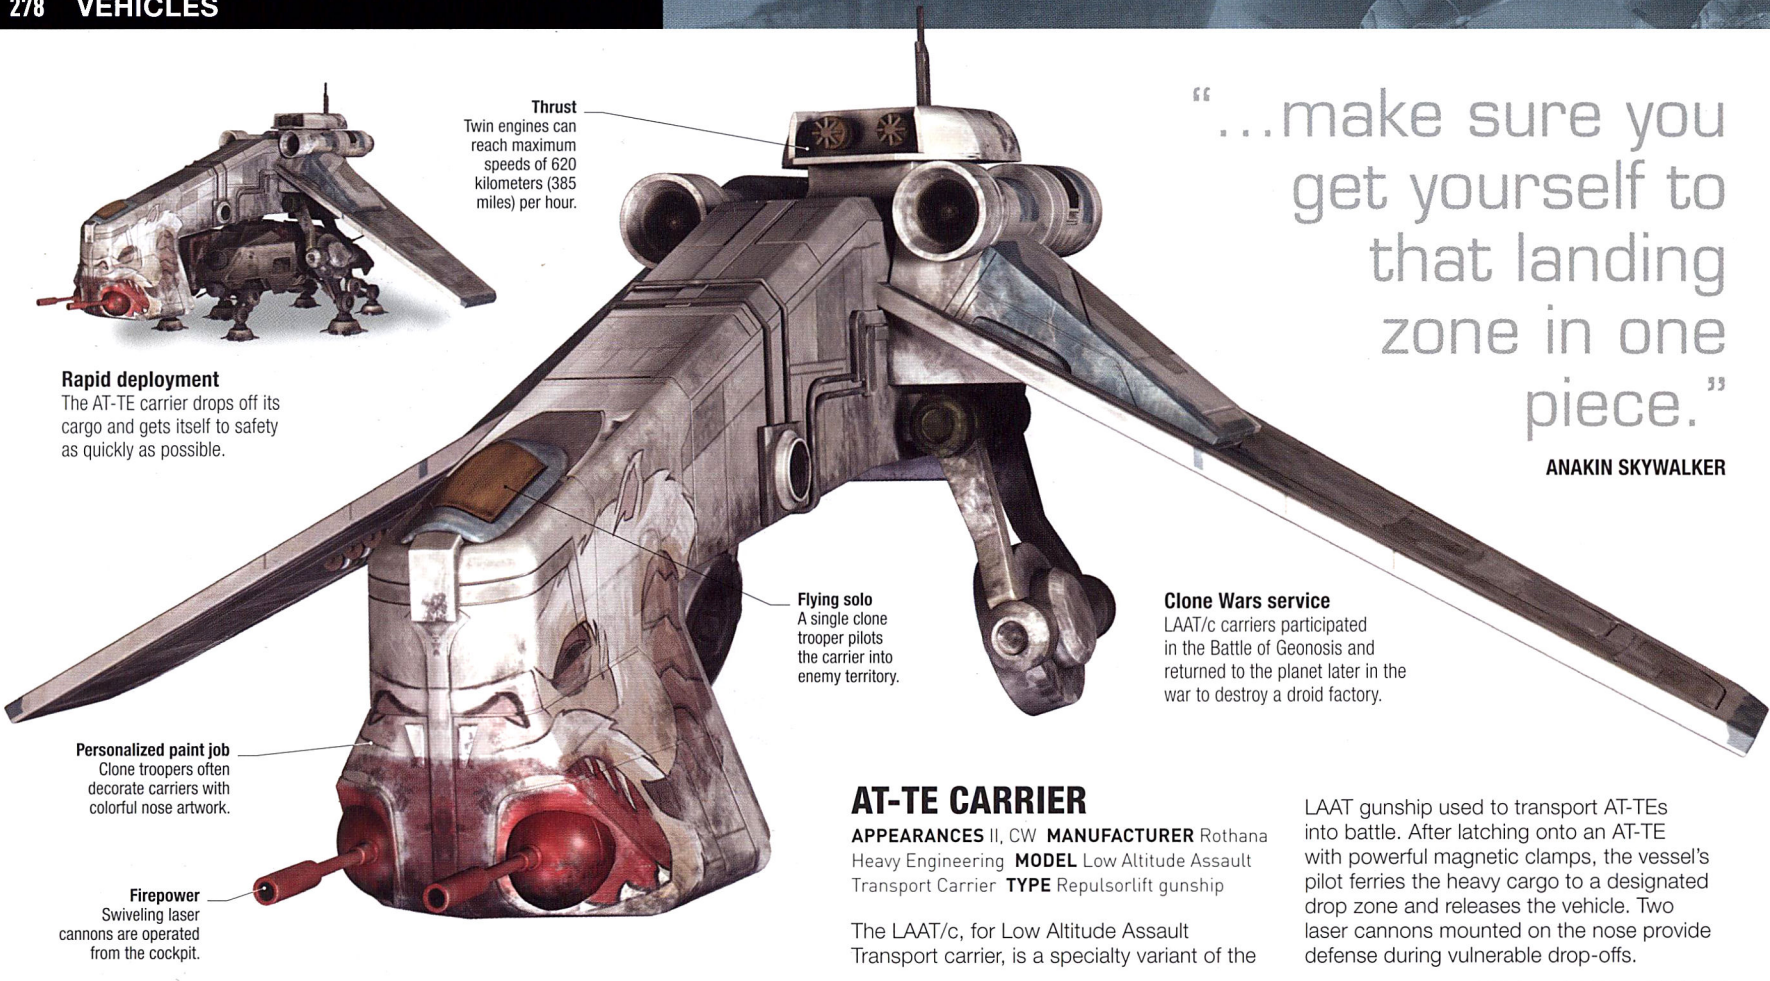 278 VEHICLES
Thrust
Twin engines can
reach maximum
speeds of 620
kilometers (385
miles) per hour.
“...make sure you
get yourself to
that landing
zone in one
piece.”
ANAKIN SKYWALKER
Rapid deployment
The AT-TE carrier drops off its
cargo and gets itself to safety
as quickly as possible.
Flying solo
A single clone
trooper pilots
the carrier into
enemy territory.
Clone Wars service
LAAT/c carriers participated
in the Battle of Geonosis and
returned to the planet later in the
war to destroy a droid factory.
Personalized paint job
Clone troopers often
decorate carriers with
colorful nose artwork.
Firepower
Swiveling laser
cannons are operated
from the cockpit.
AT-TE CARRIER
APPEARANCES II, CW MANUFACTURER Rothana
Heavy Engineering MODEL Low Altitude Assault
Transport Carrier TYPE Repulsorlift gunship
The LAAT/c, for Low Altitude Assault
Transport carrier, is a specialty variant of the
LAAT gunship used to transport AT-TEs
into battle. After latching onto an AT-TE
with powerful magnetic clamps, the vessel’s
pilot ferries the heavy cargo to a designated
drop zone and releases the vehicle. Two
laser cannons mounted on the nose provide
defense during vulnerable drop-offs.